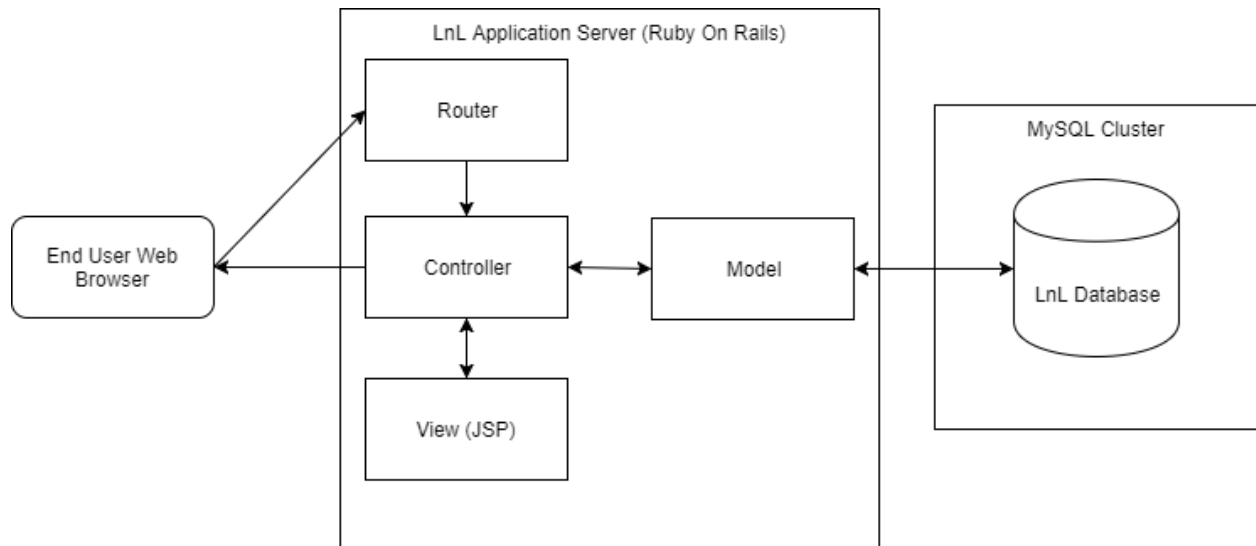 LnL Application Server (Ruby On Rails)
Router
MySQL Cluster
End User Web
Browser
Controller
Model
LnL Database
View (JSP)